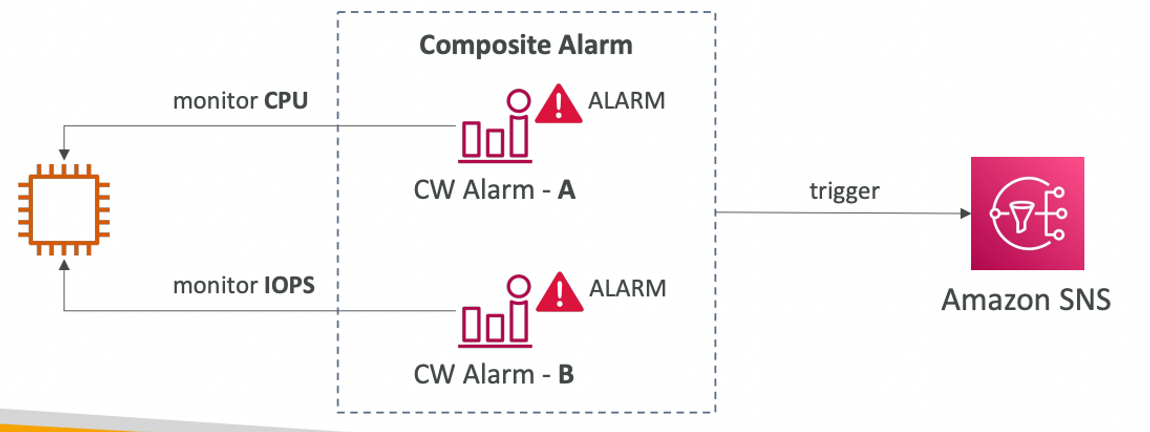 Composite Alarm
monitor CPU
ALARM
CW Alarm - A
trigger
monitor IOPS
ALARM
CW Alarm - B
Amazon SNS